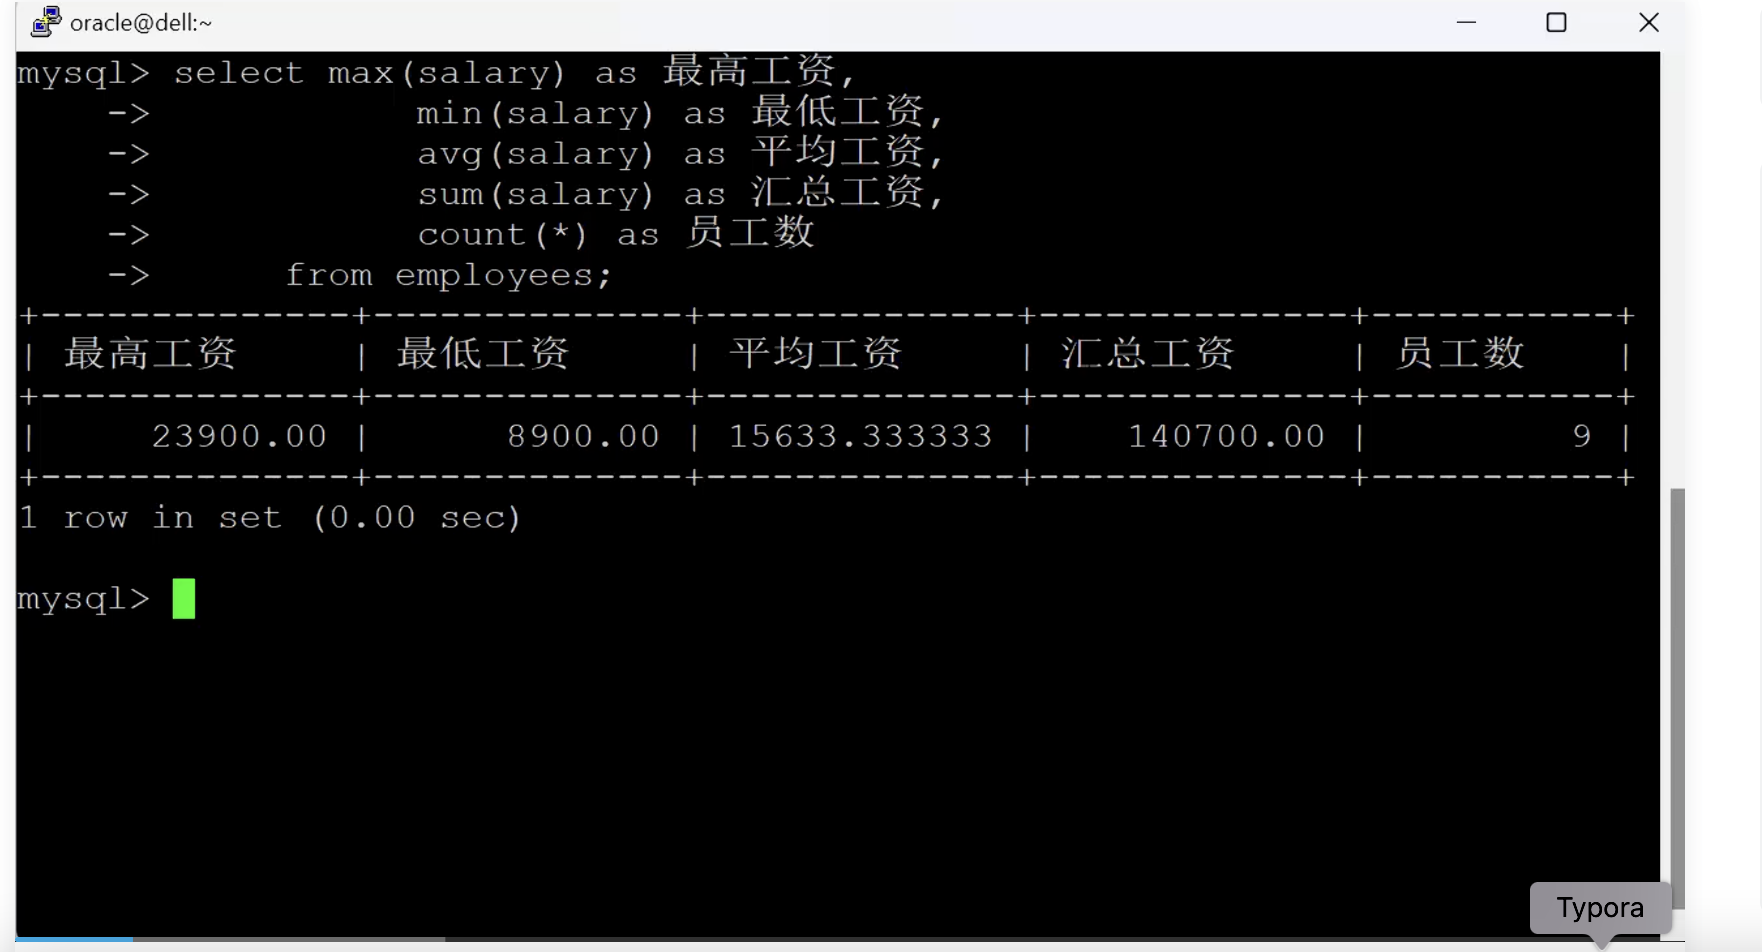 oracle@dell:~
mysql> select max(salary) as 最高工资,
    ->            min(salary) as 最低工资,
    ->            avg(salary) as 平均工资,
    ->            sum(salary) as 汇总工资,
    ->            count(*) as 员工数
    ->      from employees;
+--------------+--------------+--------------+--------------+-----------+
| 最高工资     | 最低工资     | 平均工资     | 汇总工资     | 员工数    |
+--------------+--------------+--------------+--------------+-----------+
|     23900.00 |      8900.00 | 15633.333333 |    140700.00 |         9 |
+--------------+--------------+--------------+--------------+-----------+
1 row in set (0.00 sec)
mysql>
Typora